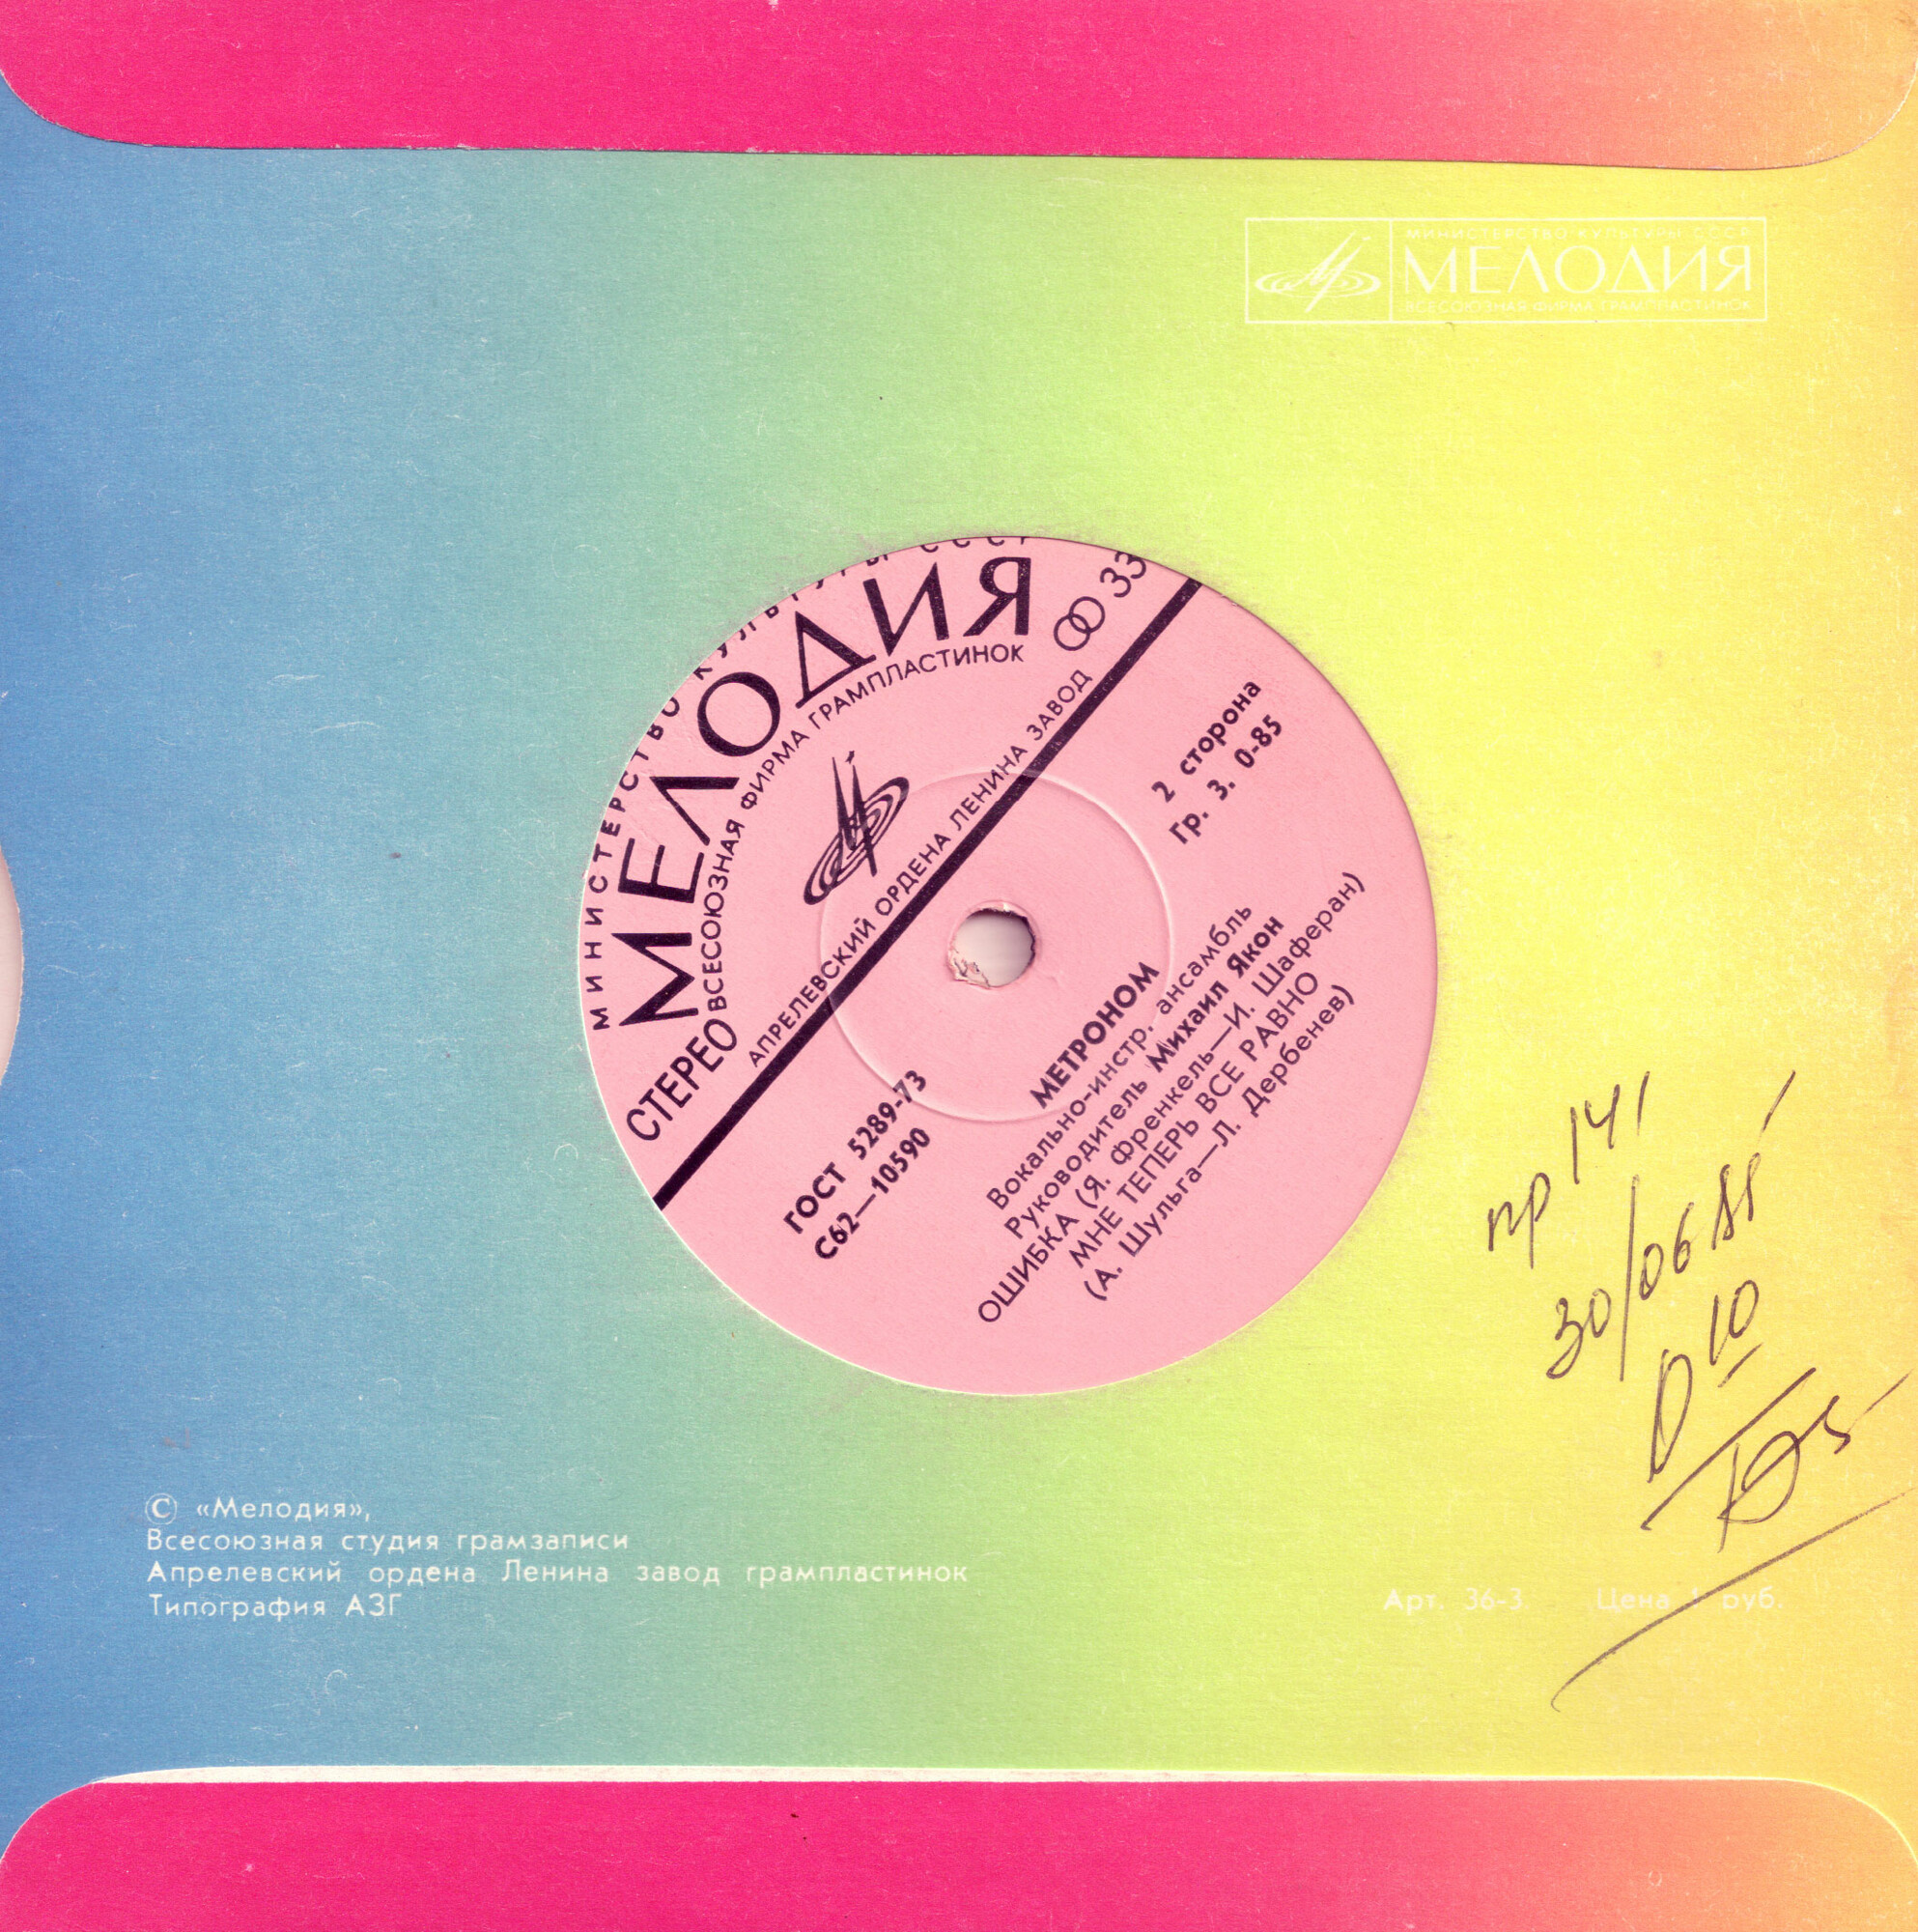 МИНИСТЕРСТВО КУЛЬТУРЫ СССР
МЕЛОДИЯ
ВСЕСОЮЗНАЯ ФИРМА ГРАМПЛАСТИНОК
МИНИСТЕРСТВО КУЛЬТУРЫ СССР
МЕЛОДИЯ
ВСЕСОЮЗНАЯ ФИРМА ГРАМПЛАСТИНОК
СТЕРЕО
33
АПРЕЛЕВСКИЙ ОРДЕНА ЛЕНИНА ЗАВОД
ГОСТ 5289-73
С62—10590
2 сторона
Гр. 3. 0-85
МЕТРОНОМ
Вокально-инстр. ансамбль
Руководитель Михаил Якон
ОШИБКА (Я. Френкель—И. Шаферан)
МНЕ ТЕПЕРЬ ВСЕ РАВНО
(А. Шульга—Л. Дербенев)
пр 141
30/06
10
© «Мелодия»,
Всесоюзная студия грамзаписи
Апрелевский ордена Ленина завод грампластинок
Типография АЗГ
Арт. 36-3. Цена 1 руб.